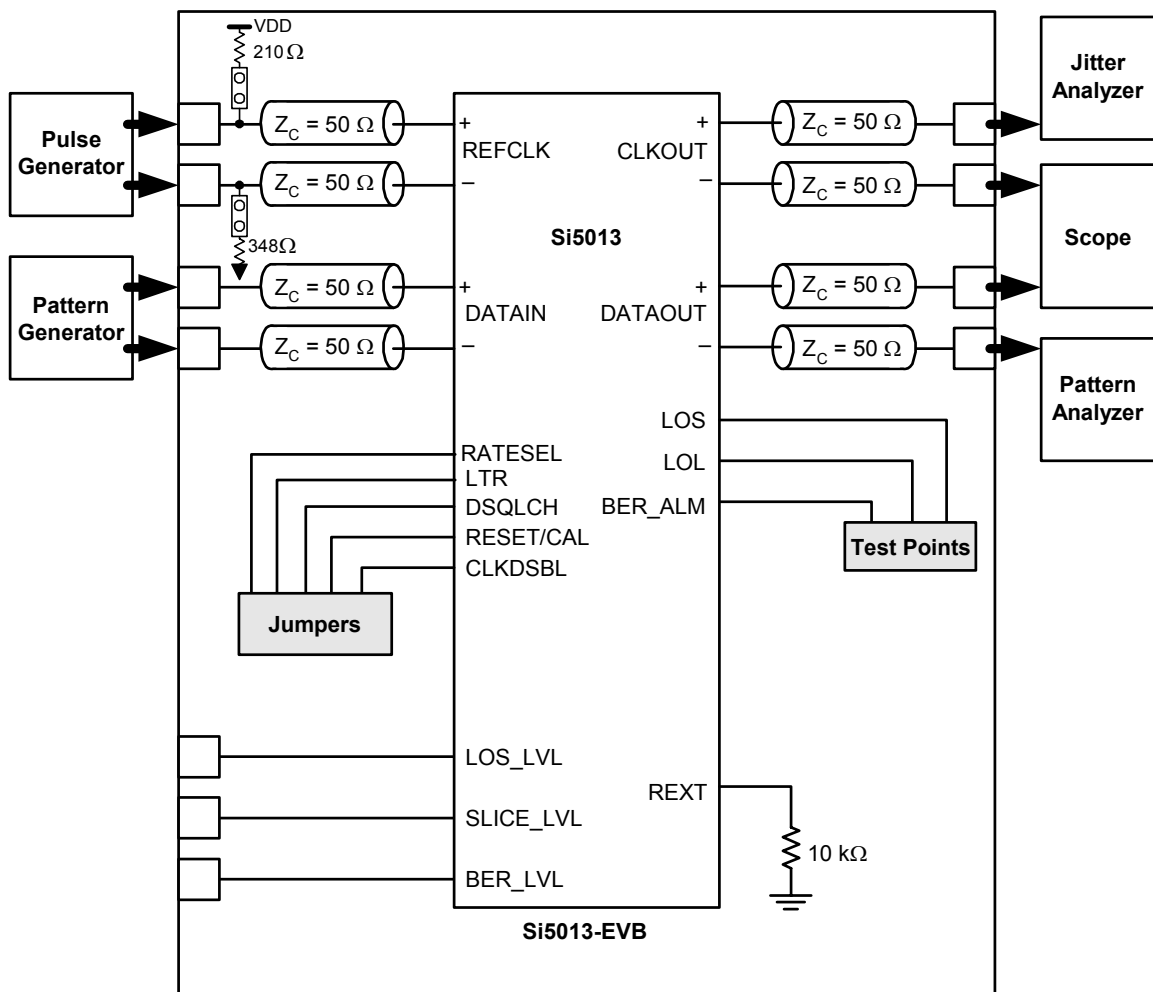 VDD
210 Ω
Jitter
Analyzer
Pulse
Generator
Z_C = 50 Ω
+
REFCLK
Z_C = 50 Ω
–
348Ω
Pattern
Generator
Z_C = 50 Ω
+
DATAIN
Z_C = 50 Ω
–
Si5013
+
CLKOUT
Z_C = 50 Ω
–
Z_C = 50 Ω
Scope
+
DATAOUT
Z_C = 50 Ω
–
Z_C = 50 Ω
Pattern
Analyzer
RATESEL
LTR
DSQLCH
RESET/CAL
CLKDSBL
Jumpers
LOS
LOL
BER_ALM
Test Points
LOS_LVL
SLICE_LVL
BER_LVL
REXT
10 kΩ
Si5013-EVB